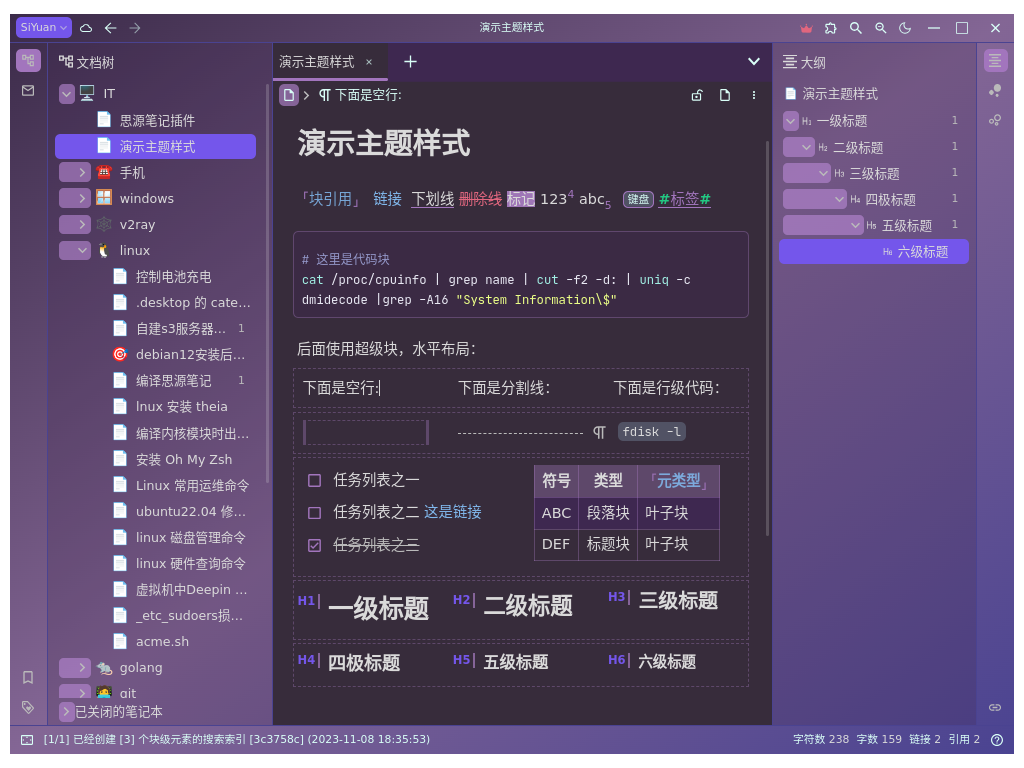 SiYuan
演示主题样式
文档树
IT
思源笔记插件
演示主题样式
手机
windows
v2ray
linux
控制电池充电
.desktop 的 cate...
自建s3服务器... 1
debian12安装后...
编译思源笔记 1
lnux 安装 theia
编译内核模块时出...
安装 Oh My Zsh
Linux 常用运维命令
ubuntu22.04 修...
linux 磁盘管理命令
linux 硬件查询命令
虚拟机中Deepin ...
_etc_sudoers损...
acme.sh
golang
git
已关闭的笔记本
演示主题样式 ×
下面是空行:
演示主题样式
「块引用」 链接 下划线 删除线 标记 123⁴ abc₅ 键盘 #标签#
# 这里是代码块
cat /proc/cpuinfo | grep name | cut -f2 -d: | uniq -c
dmidecode |grep -A16 "System Information\$"
后面使用超级块，水平布局：
下面是空行: 下面是分割线： 下面是行级代码：
¶ fdisk -l
任务列表之一
任务列表之二 这是链接
任务列表之三
符号 类型 「元类型」
ABC 段落块 叶子块
DEF 标题块 叶子块
H1 一级标题 H2 二级标题 H3 三级标题
H4 四极标题 H5 五级标题 H6 六级标题
大纲
演示主题样式
H1 一级标题 1
H2 二级标题 1
H3 三级标题 1
H4 四极标题 1
H5 五级标题 1
H6 六级标题
[1/1] 已经创建 [3] 个块级元素的搜索索引 [3c3758c] (2023-11-08 18:35:53)
字符数 238 字数 159 链接 2 引用 2